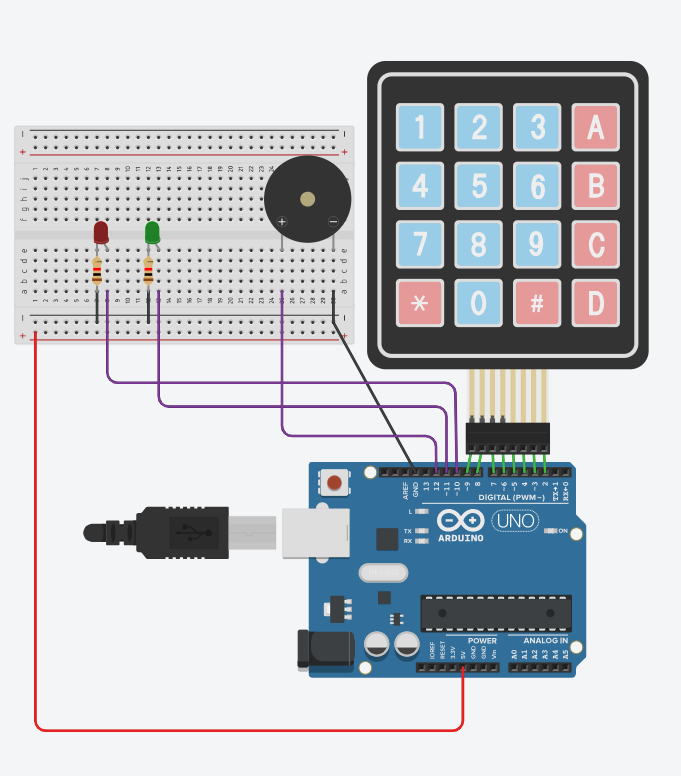 1 2 3 A
4 5 6 B
7 8 9 C
* 0 # D
AREF
GND
13
12
~11
~10
~9
8
7
~6
~5
4
~3
2
TX→1
RX←0
DIGITAL (PWM~)
L
TX
RX
ARDUINO
UNO
ON
POWER
ANALOG IN
IOREF
RESET
3.3V
5V
GND
GND
Vin
A0
A1
A2
A3
A4
A5